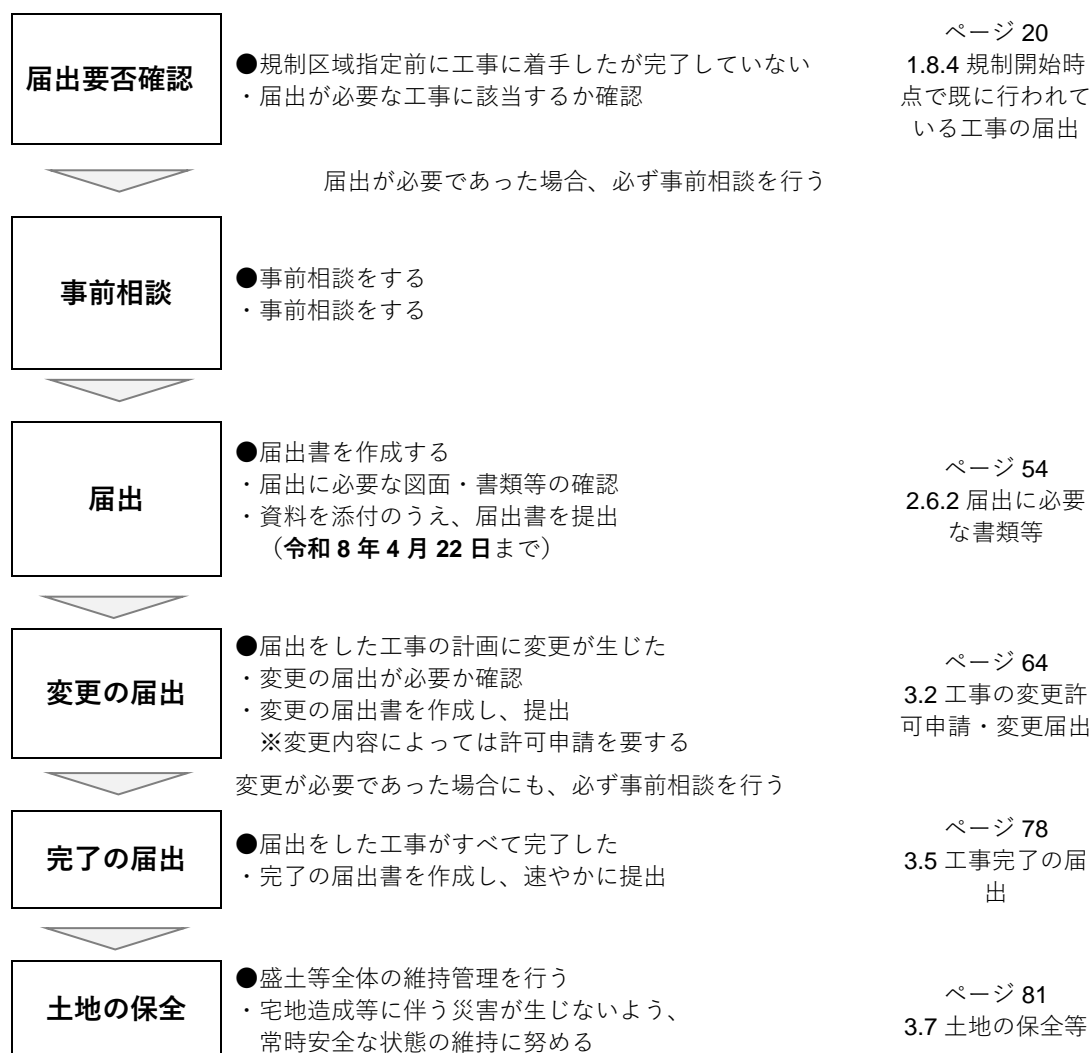 届出要否確認
●規制区域指定前に工事に着手したが完了していない
・届出が必要な工事に該当するか確認
ページ 20
1.8.4 規制開始時
点で既に行われて
いる工事の届出
届出が必要であった場合、必ず事前相談を行う
事前相談
●事前相談をする
・事前相談をする
届出
●届出書を作成する
・届出に必要な図面・書類等の確認
・資料を添付のうえ、届出書を提出
（令和 8 年 4 月 22 日まで）
ページ 54
2.6.2 届出に必要
な書類等
変更の届出
●届出をした工事の計画に変更が生じた
・変更の届出が必要か確認
・変更の届出書を作成し、提出
※変更内容によっては許可申請を要する
ページ 64
3.2 工事の変更許
可申請・変更届出
変更が必要であった場合にも、必ず事前相談を行う
完了の届出
●届出をした工事がすべて完了した
・完了の届出書を作成し、速やかに提出
ページ 78
3.5 工事完了の届
出
土地の保全
●盛土等全体の維持管理を行う
・宅地造成等に伴う災害が生じないよう、
常時安全な状態の維持に努める
ページ 81
3.7 土地の保全等